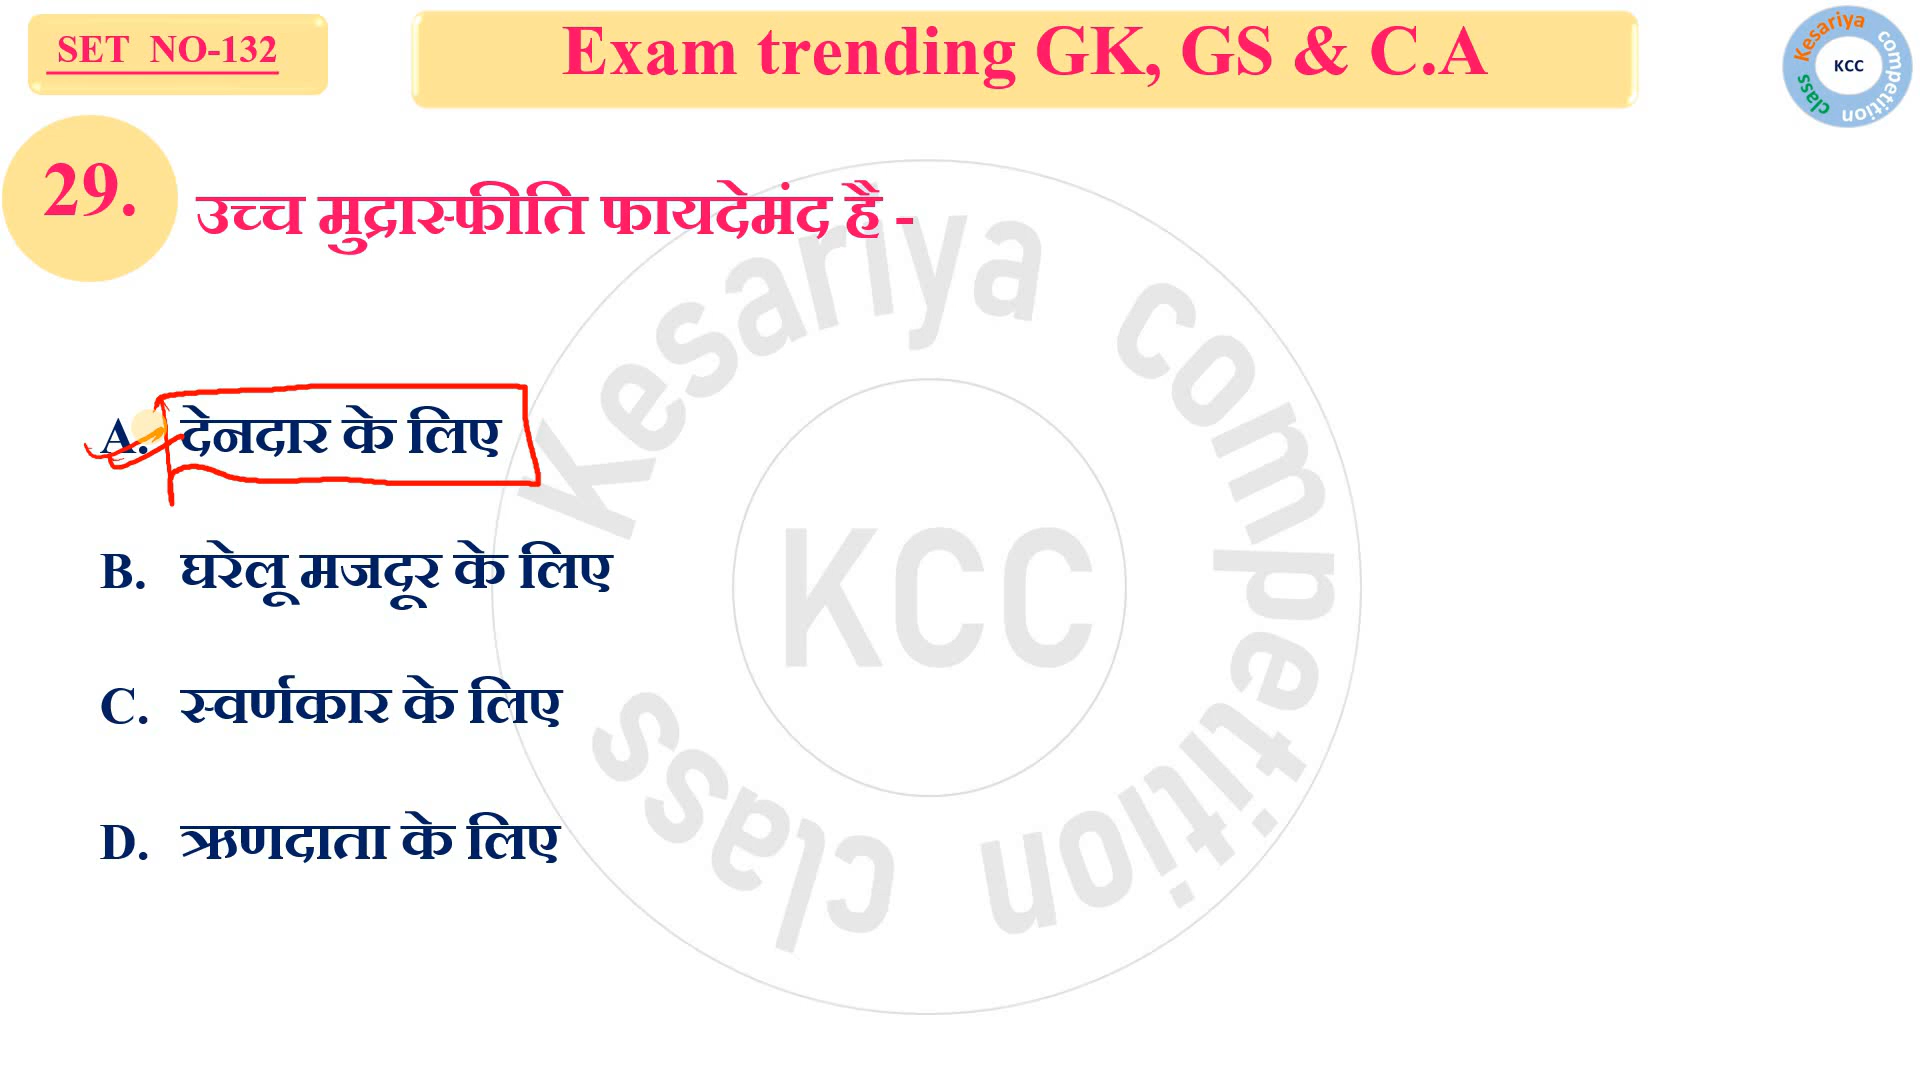 SET NO-132
Exam trending GK, GS & C.A
Kesariya competition class
KCC
29.
उच्च मुद्रास्फीति फायदेमंद है -
A. देनदार के लिए
B. घरेलू मजदूर के लिए
C. स्वर्णकार के लिए
D. ऋणदाता के लिए
Kesariya competition class
KCC